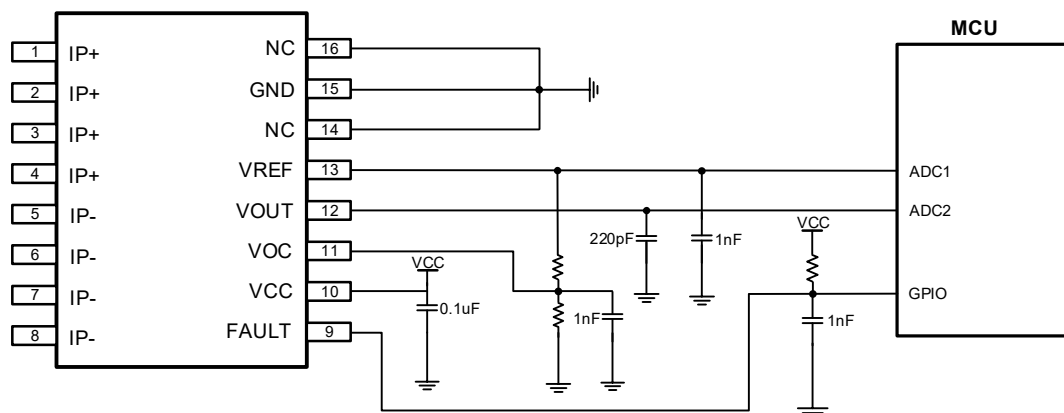 MCU
1 IP+ NC 16
2 IP+ GND 15
3 IP+ NC 14
4 IP+ VREF 13 ADC1
5 IP- VOUT 12 ADC2
VCC
220pF 1nF
6 IP- VOC 11
VCC
7 IP- VCC 10 GPIO
0.1uF 1nF 1nF
8 IP- FAULT 9